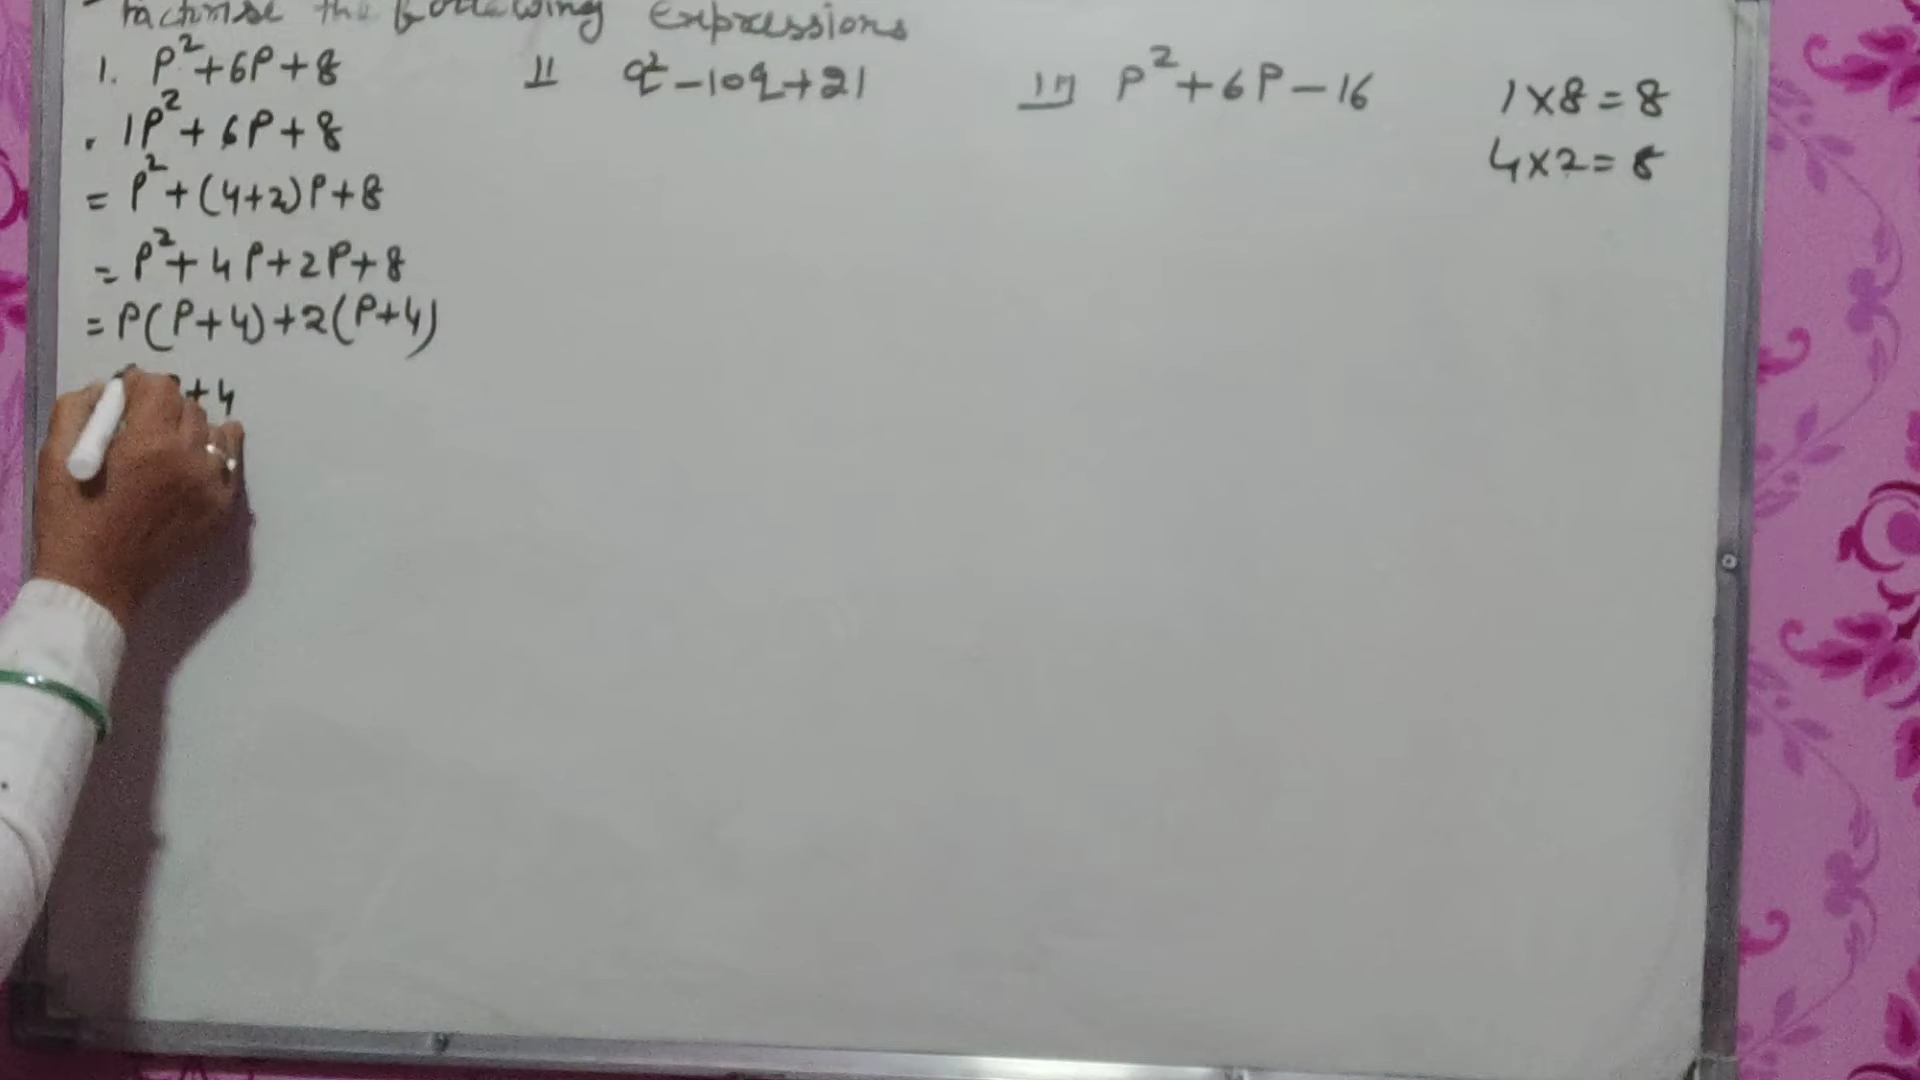 Factorise the following Expressions
1. P²+6P+8
II q²-10q+21
III P²+6P-16
1×8=8
4×2=8
. 1P²+6P+8
= P²+(4+2)P+8
= P²+4P+2P+8
= P(P+4)+2(P+4)
+4